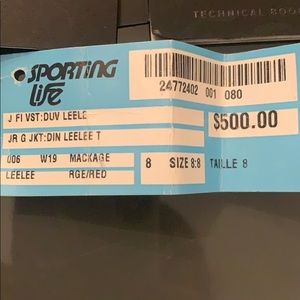 TECHNICAL BOO
SPORTING
Life
24772402 001 080
$500.00
J FI VST:DUV LEELE
JR G JKT:DIN LEELEE T
006 W19 MACKAGE
8 SIZE 8:8 TAILLE 8
LEELEE RGE/RED